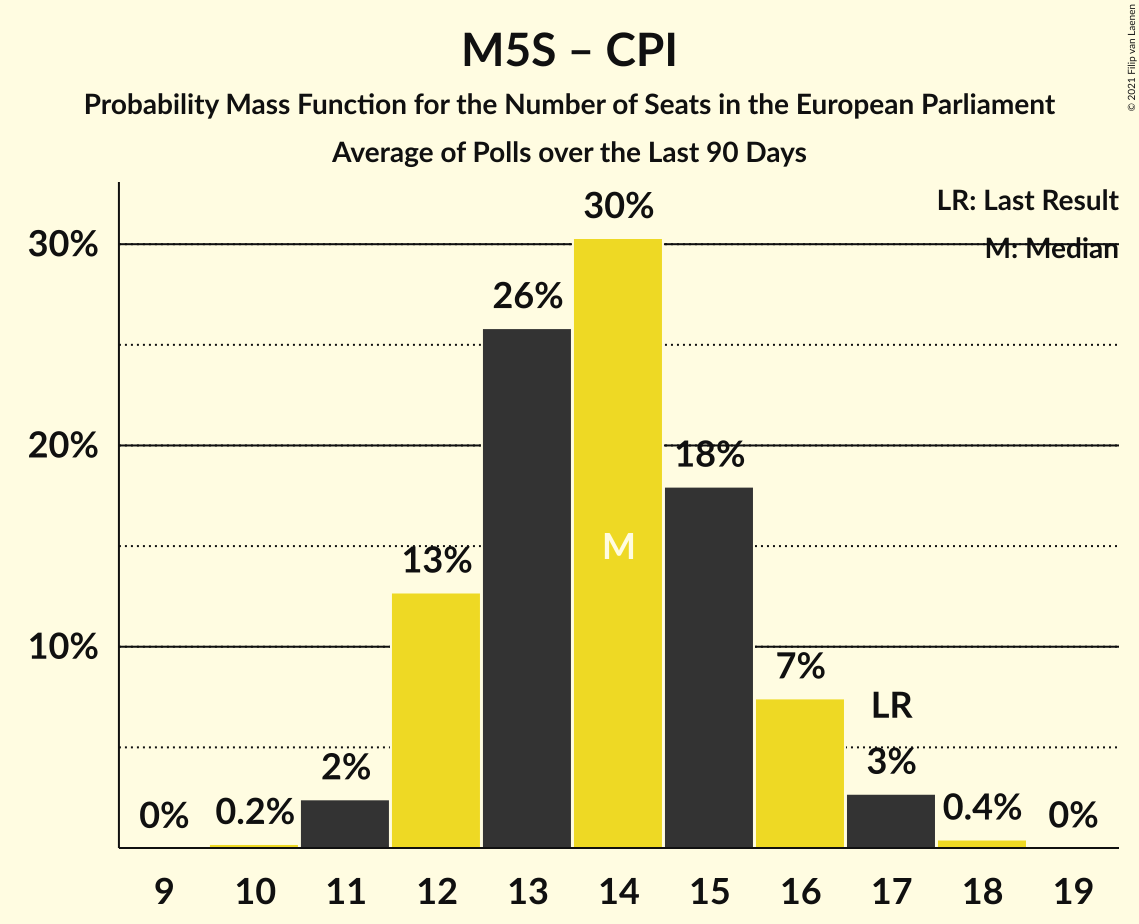 M5S – CPI
Probability Mass Function for the Number of Seats in the European Parliament
Average of Polls over the Last 90 Days
© 2021 Filip van Laenen
LR: Last Result
M: Median
30%
20%
10%
0%
0.2%
2%
13%
26%
30%
M
18%
7%
LR
3%
0.4%
0%
9 10 11 12 13 14 15 16 17 18 19